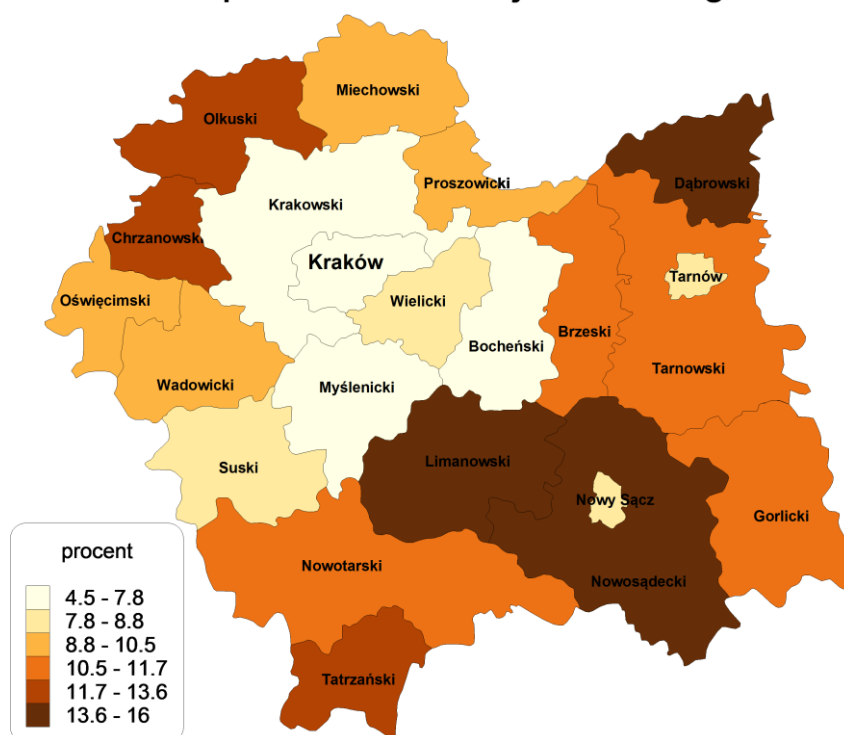 Miechowski
Olkuski
Dąbrowski
Proszowicki
Krakowski
Chrzanowski
Kraków
Tarnów
Oświęcimski
Wielicki
Brzeski
Bocheński
Tarnowski
Wadowicki
Myślenicki
Suski
Limanowski
Nowy Sącz
Gorlicki
Nowotarski
Nowosądecki
Tatrzański
procent
4.5 - 7.8
7.8 - 8.8
8.8 - 10.5
10.5 - 11.7
11.7 - 13.6
13.6 - 16